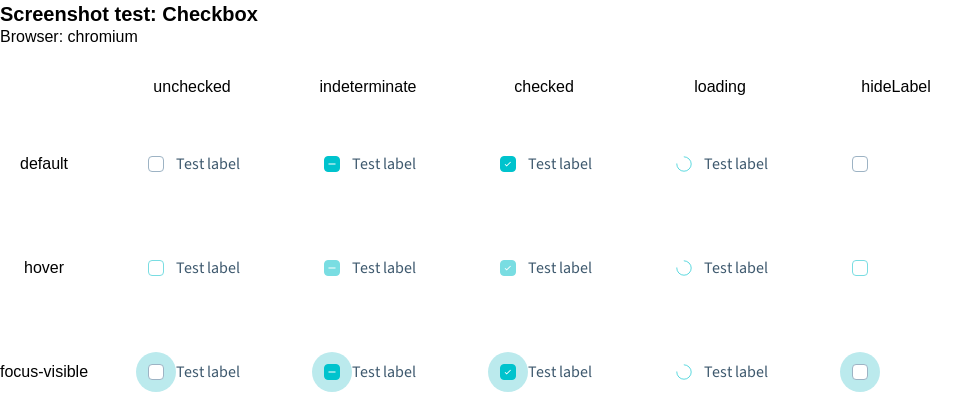 Screenshot test: Checkbox
Browser: chromium
unchecked indeterminate checked loading hideLabel
default Test label Test label Test label Test label
hover Test label Test label Test label Test label
focus-visible Test label Test label Test label Test label